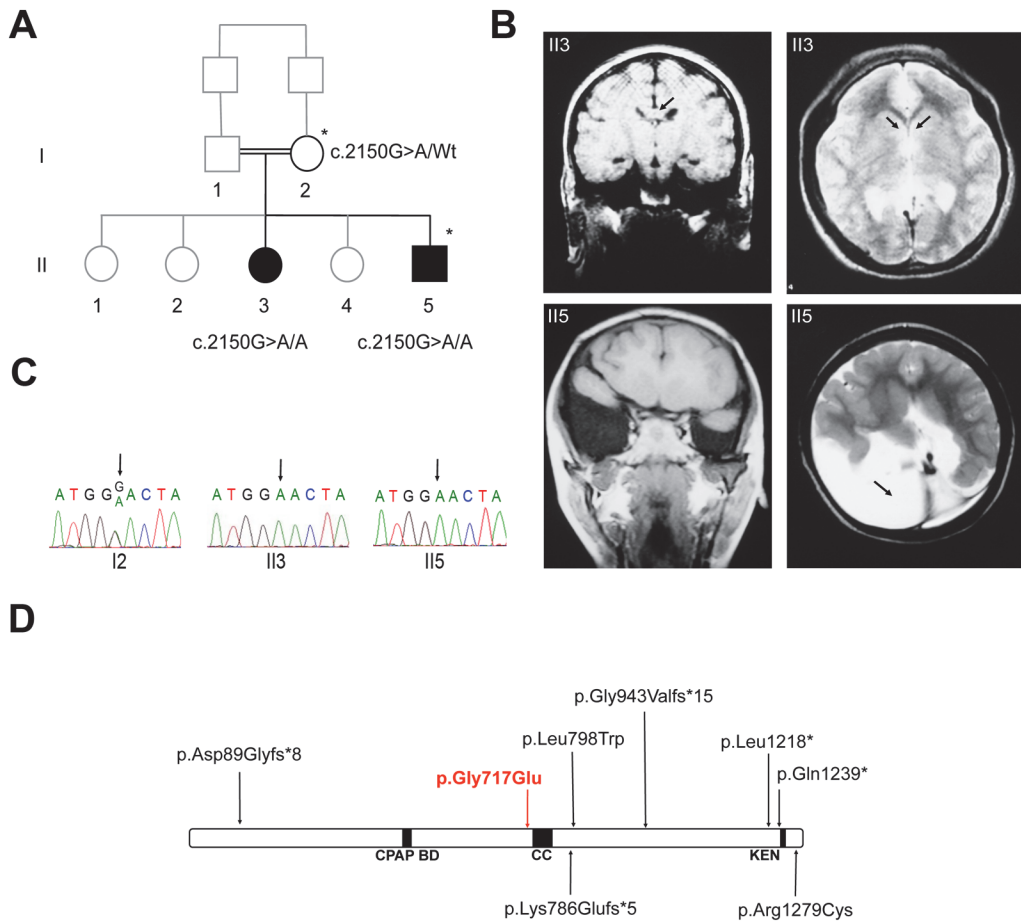 A
B
I
*
c.2150G>A/Wt
1
2
*
II
1
2
3
4
5
c.2150G>A/A
c.2150G>A/A
II3
II3
4
II5
II5
C
A T G G G A C T A
A
I2
A T G G A A C T A
II3
A T G G A A C T A
II5
D
p.Gly943Valfs*15
p.Asp89Glyfs*8
p.Leu798Trp
p.Leu1218*
p.Gly717Glu
p.Gln1239*
CPAP BD
CC
KEN
p.Lys786Glufs*5
p.Arg1279Cys